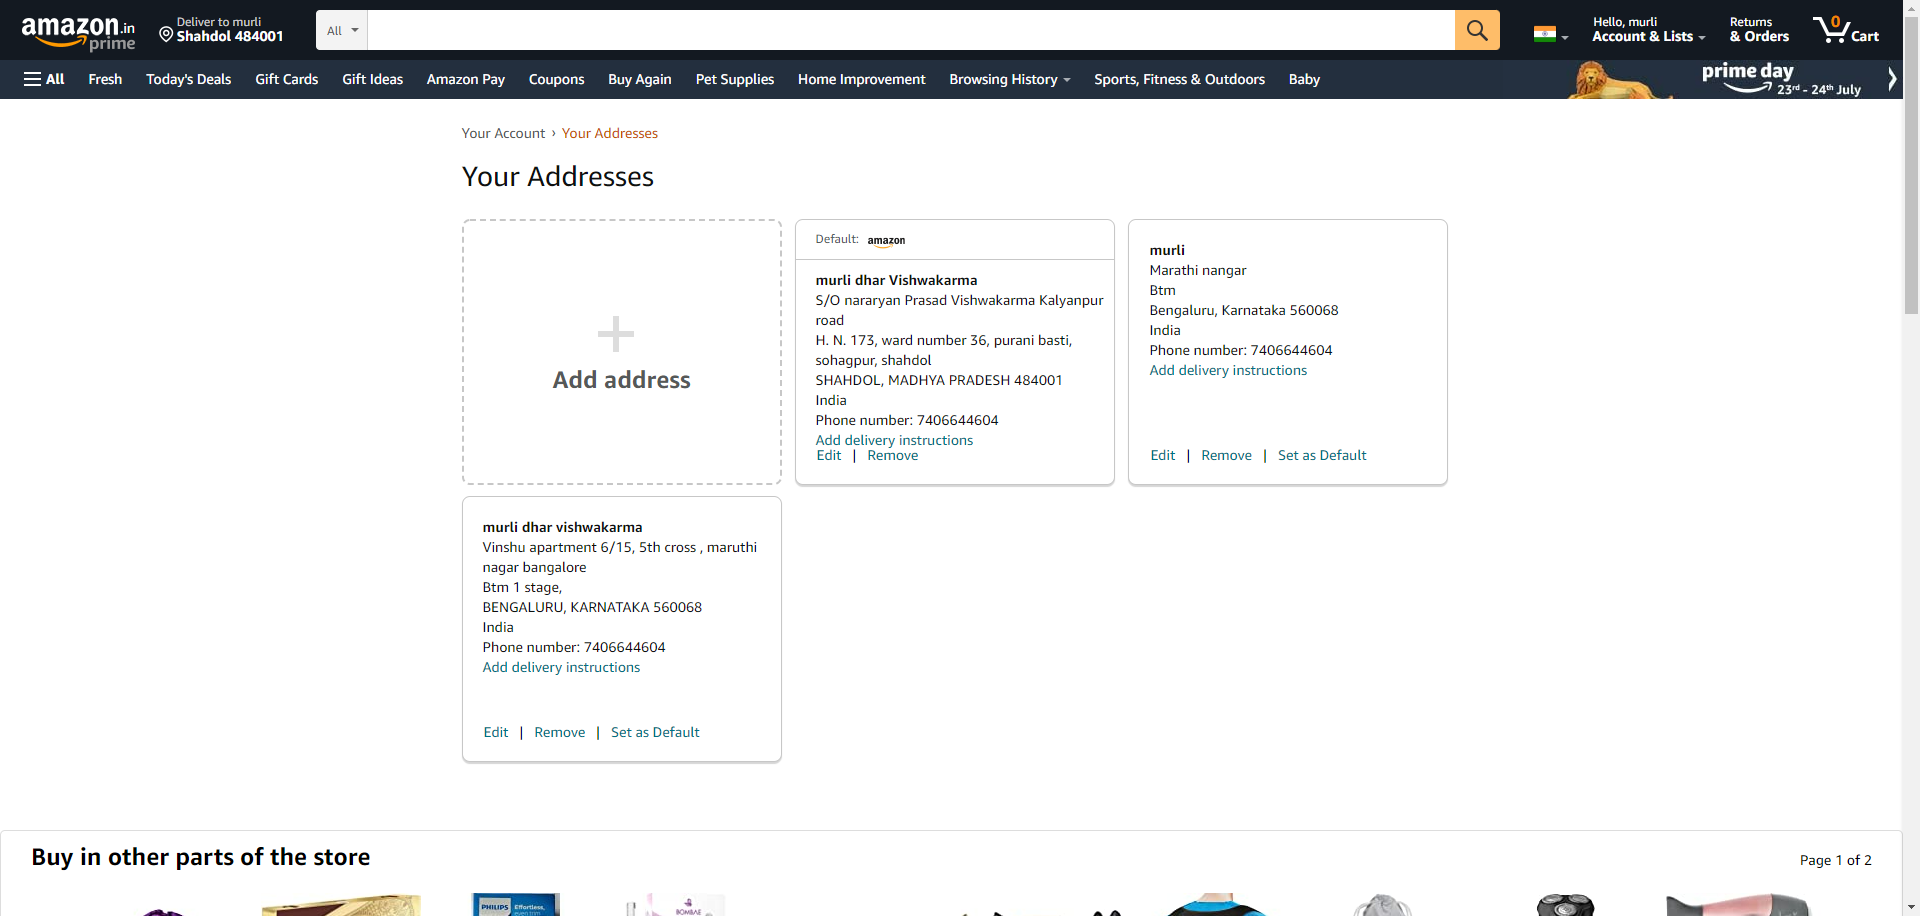 amazon.in
prime
Deliver to murli
Shahdol 484001
All
Hello, murli
Account & Lists
Returns
& Orders
0
Cart
All
Fresh
Today's Deals
Gift Cards
Gift Ideas
Amazon Pay
Coupons
Buy Again
Pet Supplies
Home Improvement
Browsing History
Sports, Fitness & Outdoors
Baby
prime day
23rd - 24th July
Your Account › Your Addresses
Your Addresses
Add address
Default: amazon
murli dhar Vishwakarma
S/O nararyan Prasad Vishwakarma Kalyanpur
road
H. N. 173, ward number 36, purani basti,
sohagpur, shahdol
SHAHDOL, MADHYA PRADESH 484001
India
Phone number: 7406644604
Add delivery instructions
Edit | Remove
murli
Marathi nangar
Btm
Bengaluru, Karnataka 560068
India
Phone number: 7406644604
Add delivery instructions
Edit | Remove | Set as Default
murli dhar vishwakarma
Vinshu apartment 6/15, 5th cross , maruthi
nagar bangalore
Btm 1 stage,
BENGALURU, KARNATAKA 560068
India
Phone number: 7406644604
Add delivery instructions
Edit | Remove | Set as Default
Buy in other parts of the store
Page 1 of 2
PHILIPS
Effortless,
BOMBAE